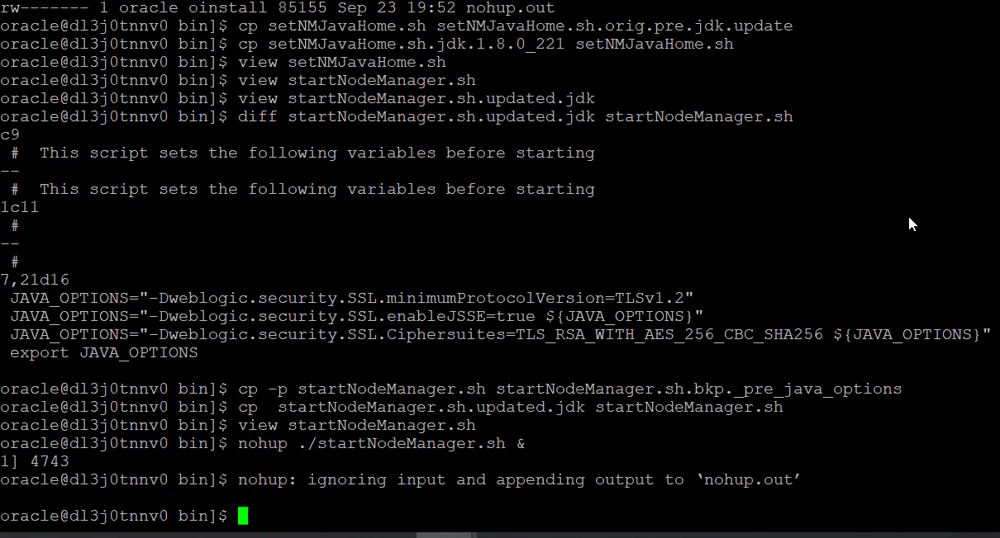 rw------- 1 oracle oinstall 85155 Sep 23 19:52 nohup.out
oracle@dl3j0tnnv0 bin]$ cp setNMJavaHome.sh setNMJavaHome.sh.orig.pre.jdk.update
oracle@dl3j0tnnv0 bin]$ cp setNMJavaHome.sh.jdk.1.8.0_221 setNMJavaHome.sh
oracle@dl3j0tnnv0 bin]$ view setNMJavaHome.sh
oracle@dl3j0tnnv0 bin]$ view startNodeManager.sh
oracle@dl3j0tnnv0 bin]$ view startNodeManager.sh.updated.jdk
oracle@dl3j0tnnv0 bin]$ diff startNodeManager.sh.updated.jdk startNodeManager.sh
c9
 #  This script sets the following variables before starting
--
 #  This script sets the following variables before starting
1c11
 #
--
 #
7,21d16
 JAVA_OPTIONS="-Dweblogic.security.SSL.minimumProtocolVersion=TLSv1.2"
 JAVA_OPTIONS="-Dweblogic.security.SSL.enableJSSE=true ${JAVA_OPTIONS}"
 JAVA_OPTIONS="-Dweblogic.security.SSL.Ciphersuites=TLS_RSA_WITH_AES_256_CBC_SHA256 ${JAVA_OPTIONS}"
 export JAVA_OPTIONS
oracle@dl3j0tnnv0 bin]$ cp -p startNodeManager.sh startNodeManager.sh.bkp._pre_java_options
oracle@dl3j0tnnv0 bin]$ cp  startNodeManager.sh.updated.jdk startNodeManager.sh
oracle@dl3j0tnnv0 bin]$ view startNodeManager.sh
oracle@dl3j0tnnv0 bin]$ nohup ./startNodeManager.sh &
1] 4743
oracle@dl3j0tnnv0 bin]$ nohup: ignoring input and appending output to ‘nohup.out’
oracle@dl3j0tnnv0 bin]$